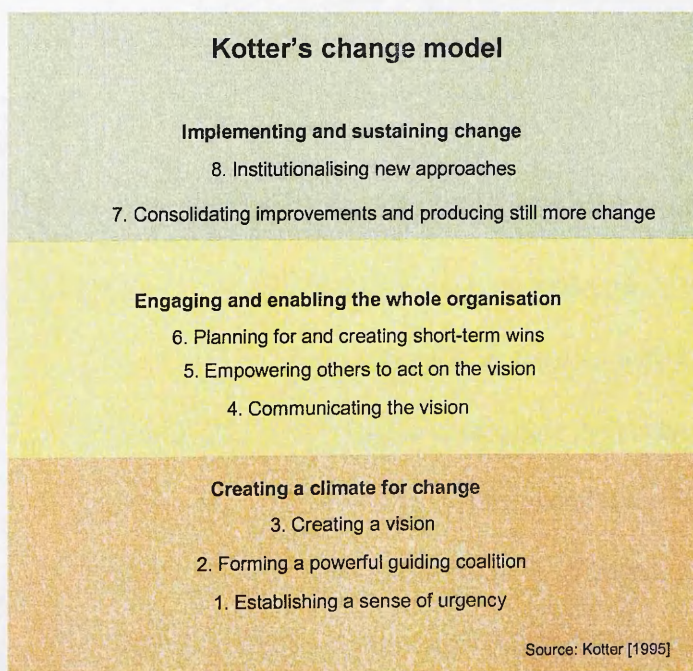 Kotter's change model
Implementing and sustaining change
8. Institutionalising new approaches
7. Consolidating improvements and producing still more change
Engaging and enabling the whole organisation
6. Planning for and creating short-term wins
5. Empowering others to act on the vision
4. Communicating the vision
Creating a climate for change
3. Creating a vision
2. Forming a powerful guiding coalition
1. Establishing a sense of urgency
Source: Kotter [1995]